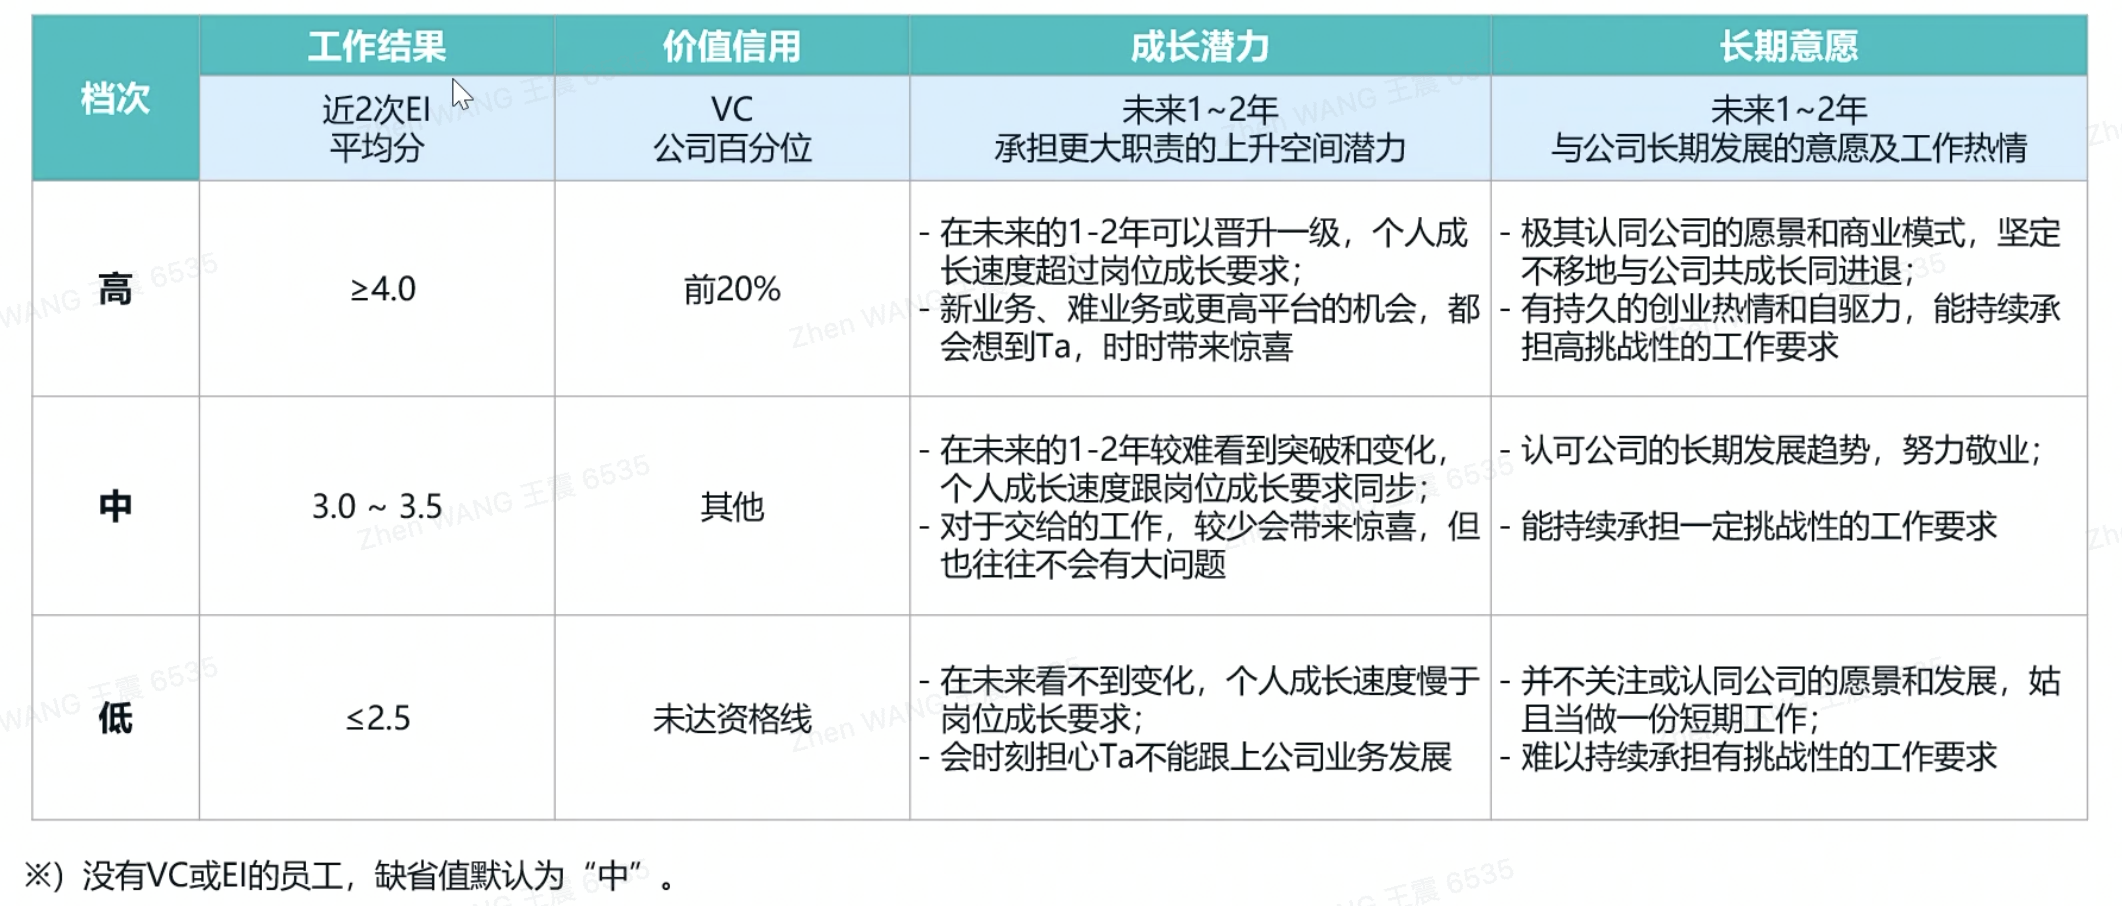 档次
工作结果
价值信用
成长潜力
长期意愿
近2次EI
平均分
VC
公司百分位
未来1~2年
承担更大职责的上升空间潜力
未来1~2年
与公司长期发展的意愿及工作热情
高
≥4.0
前20%
- 在未来的1-2年可以晋升一级，个人成
长速度超过岗位成长要求；
- 新业务、难业务或更高平台的机会，都
会想到Ta，时时带来惊喜
- 极其认同公司的愿景和商业模式，坚定
不移地与公司共成长同进退；
- 有持久的创业热情和自驱力，能持续承
担高挑战性的工作要求
中
3.0 ~ 3.5
其他
- 在未来的1-2年较难看到突破和变化，
个人成长速度跟岗位成长要求同步；
- 对于交给的工作，较少会带来惊喜，但
也往往不会有大问题
- 认可公司的长期发展趋势，努力敬业；
- 能持续承担一定挑战性的工作要求
低
≤2.5
未达资格线
- 在未来看不到变化，个人成长速度慢于
岗位成长要求；
- 会时刻担心Ta不能跟上公司业务发展
- 并不关注或认同公司的愿景和发展，姑
且当做一份短期工作；
- 难以持续承担有挑战性的工作要求
※）没有VC或EI的员工，缺省值默认为“中”。
Zhen WANG 王震 6535